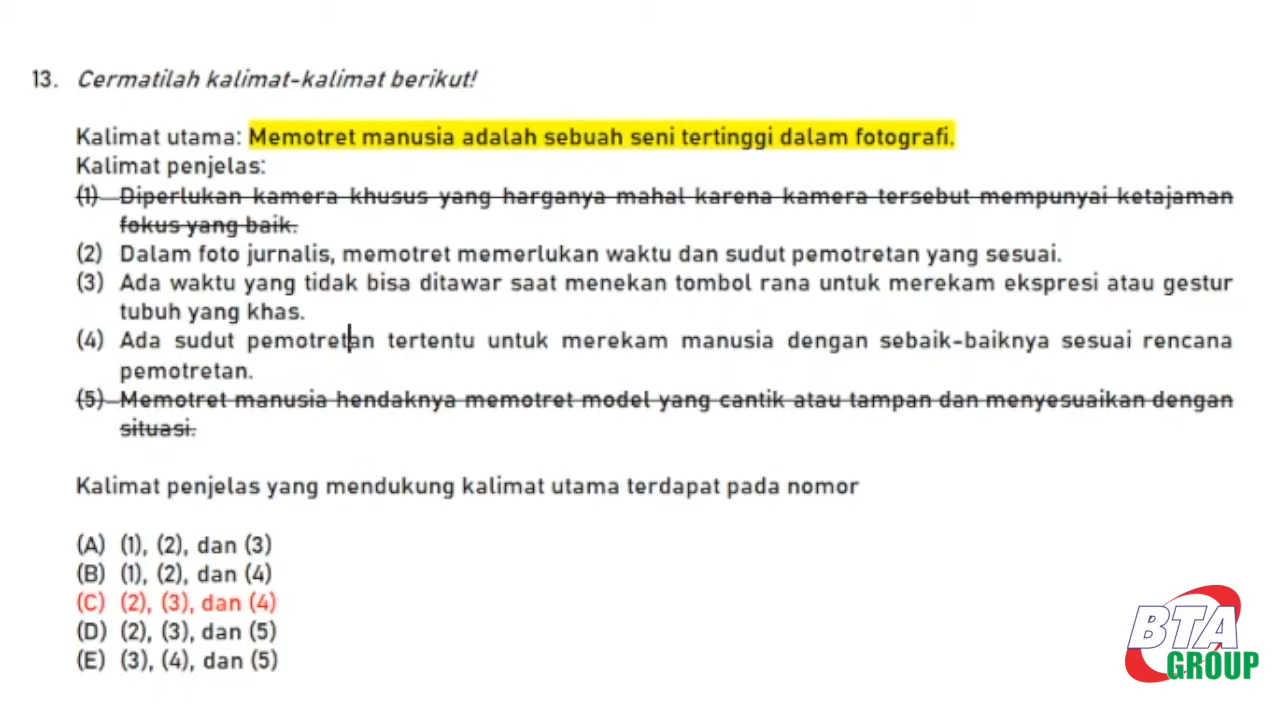 13. Cermatilah kalimat-kalimat berikut!
Kalimat utama: Memotret manusia adalah sebuah seni tertinggi dalam fotografi.
Kalimat penjelas:
(1) Diperlukan kamera khusus yang harganya mahal karena kamera tersebut mempunyai ketajaman
fokus yang baik.
(2) Dalam foto jurnalis, memotret memerlukan waktu dan sudut pemotretan yang sesuai.
(3) Ada waktu yang tidak bisa ditawar saat menekan tombol rana untuk merekam ekspresi atau gestur
tubuh yang khas.
(4) Ada sudut pemotretan tertentu untuk merekam manusia dengan sebaik-baiknya sesuai rencana
pemotretan.
(5) Memotret manusia hendaknya memotret model yang cantik atau tampan dan menyesuaikan dengan
situasi.
Kalimat penjelas yang mendukung kalimat utama terdapat pada nomor
(A) (1), (2), dan (3)
(B) (1), (2), dan (4)
(C) (2), (3), dan (4)
(D) (2), (3), dan (5)
(E) (3), (4), dan (5)
BTA
GROUP